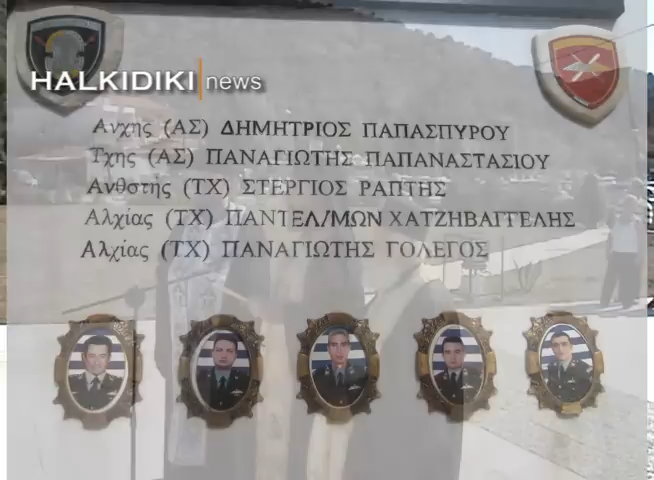 HALKIDIKI news
Ανχης (ΑΣ) ΔΗΜΗΤΡΙΟΣ ΠΑΠΑΣΠΥΡΟΥ
Τχης (ΑΣ) ΠΑΝΑΓΙΩΤΗΣ ΠΑΠΑΝΑΣΤΑΣΙΟΥ
Ανθστής (ΤΧ) ΣΤΕΡΓΙΟΣ ΡΑΠΤΗΣ
Αλχίας (ΤΧ) ΠΑΝΤΕΛ/ΜΩΝ ΧΑΤΖΗΒΑΓΓΕΛΗΣ
Αλχίας (ΤΧ) ΠΑΝΑΓΙΩΤΗΣ ΓΟΛΕΓΟΣ